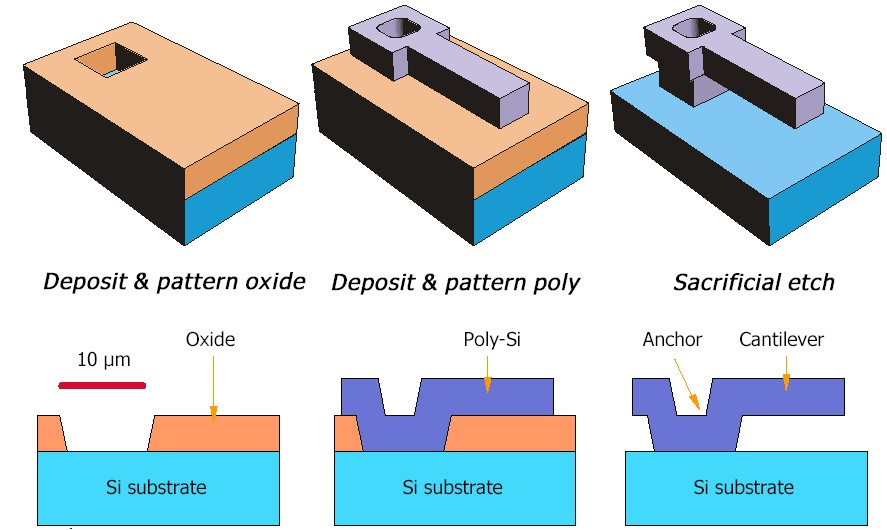 Deposit & pattern oxide
Deposit & pattern poly
Sacrificial etch
10 µm
Oxide
Poly-Si
Anchor
Cantilever
Si substrate
Si substrate
Si substrate